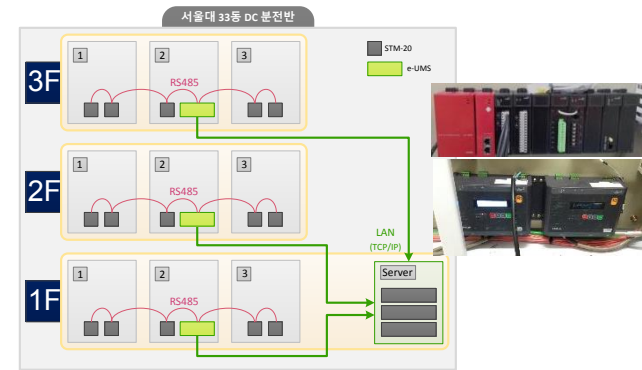 서울대 33동 DC 분전반
STM-20
e-UMS
3F
1
2
3
RS485
2F
1
2
3
RS485
LAN
(TCP/IP)
1F
1
2
3
RS485
Server